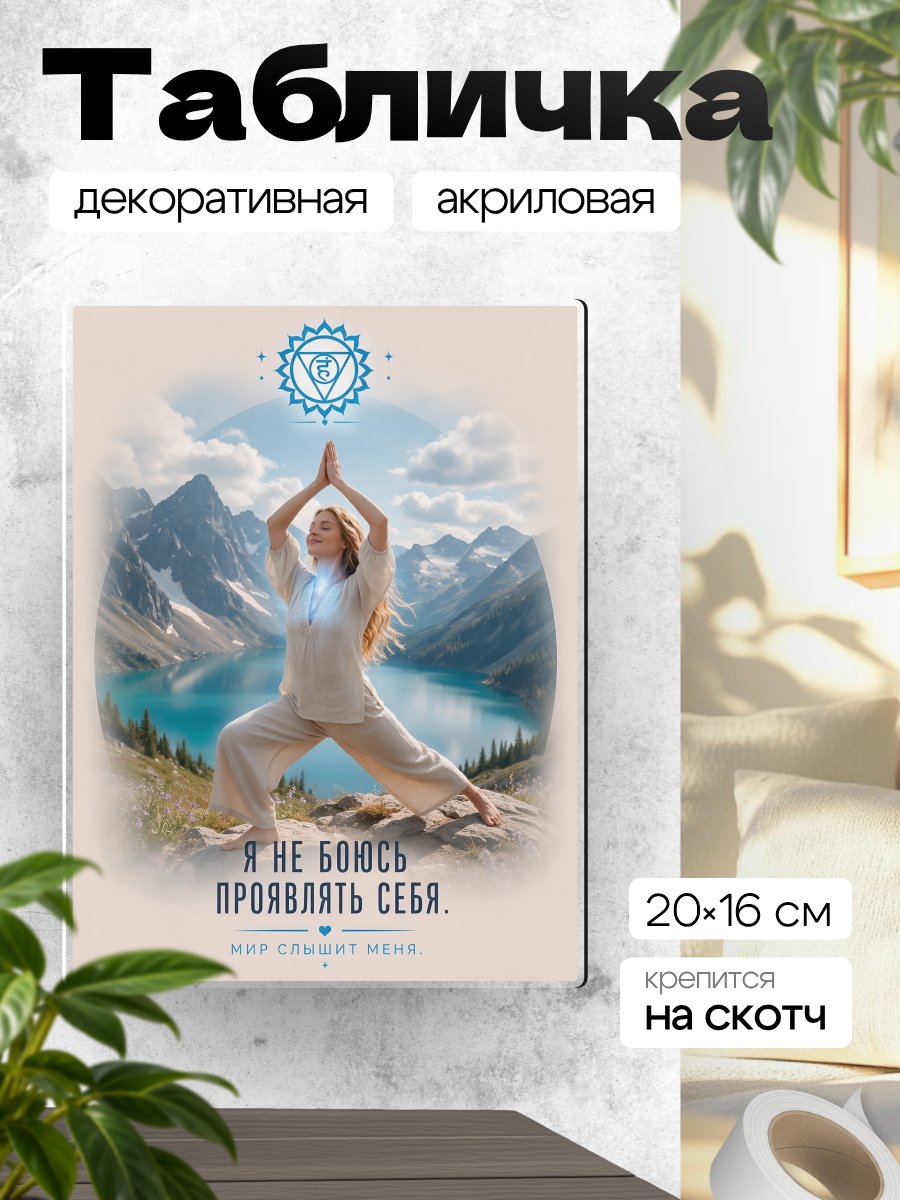 Табличка
декоративная
акриловая
हं
Я НЕ БОЮСЬ
ПРОЯВЛЯТЬ СЕБЯ.
МИР СЛЫШИТ МЕНЯ.
20×16 см
крепится
на скотч